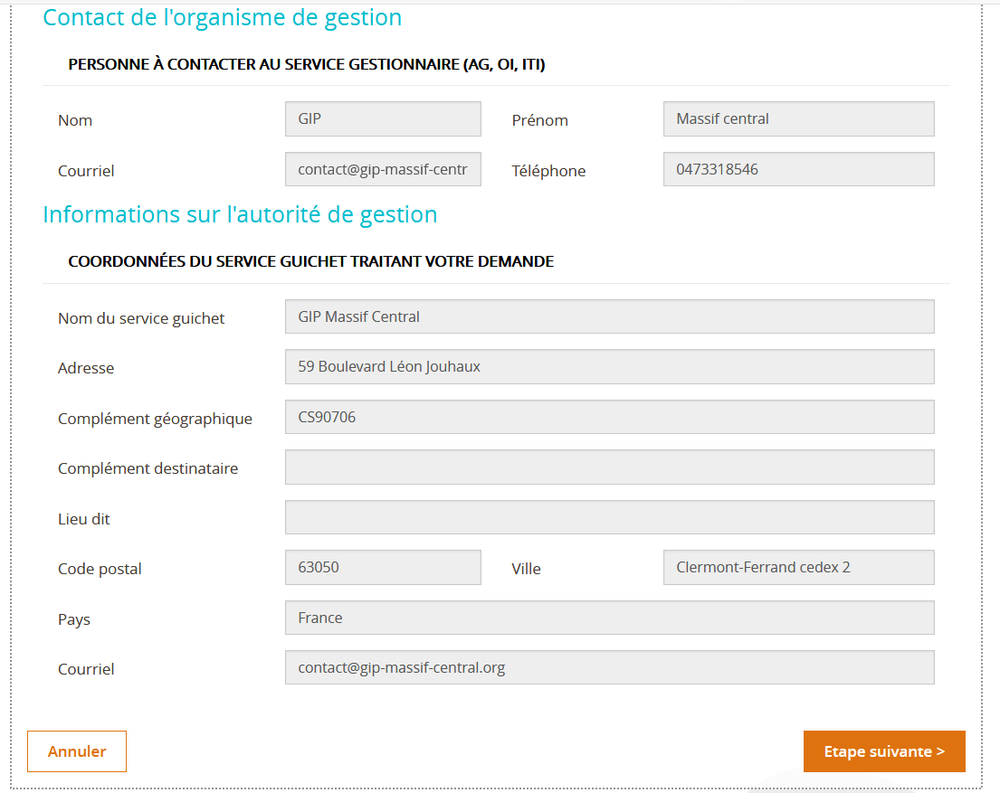 Contact de l'organisme de gestion
PERSONNE À CONTACTER AU SERVICE GESTIONNAIRE (AG, OI, ITI)
Nom GIP Prénom Massif central
Courriel contact@gip-massif-centr Téléphone 0473318546
Informations sur l'autorité de gestion
COORDONNÉES DU SERVICE GUICHET TRAITANT VOTRE DEMANDE
Nom du service guichet GIP Massif Central
Adresse 59 Boulevard Léon Jouhaux
Complément géographique CS90706
Complément destinataire
Lieu dit
Code postal 63050 Ville Clermont-Ferrand cedex 2
Pays France
Courriel contact@gip-massif-central.org
Annuler Etape suivante >